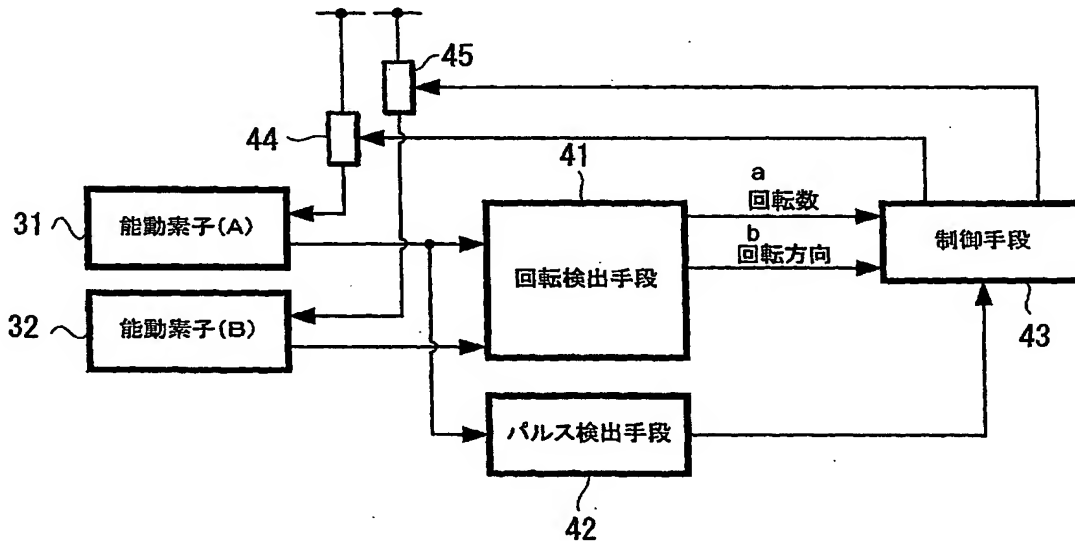 45
44
41
a
回転数
31
能動素子(A)
b
回転方向
制御手段
回転検出手段
32
能動素子(B)
43
パルス検出手段
42